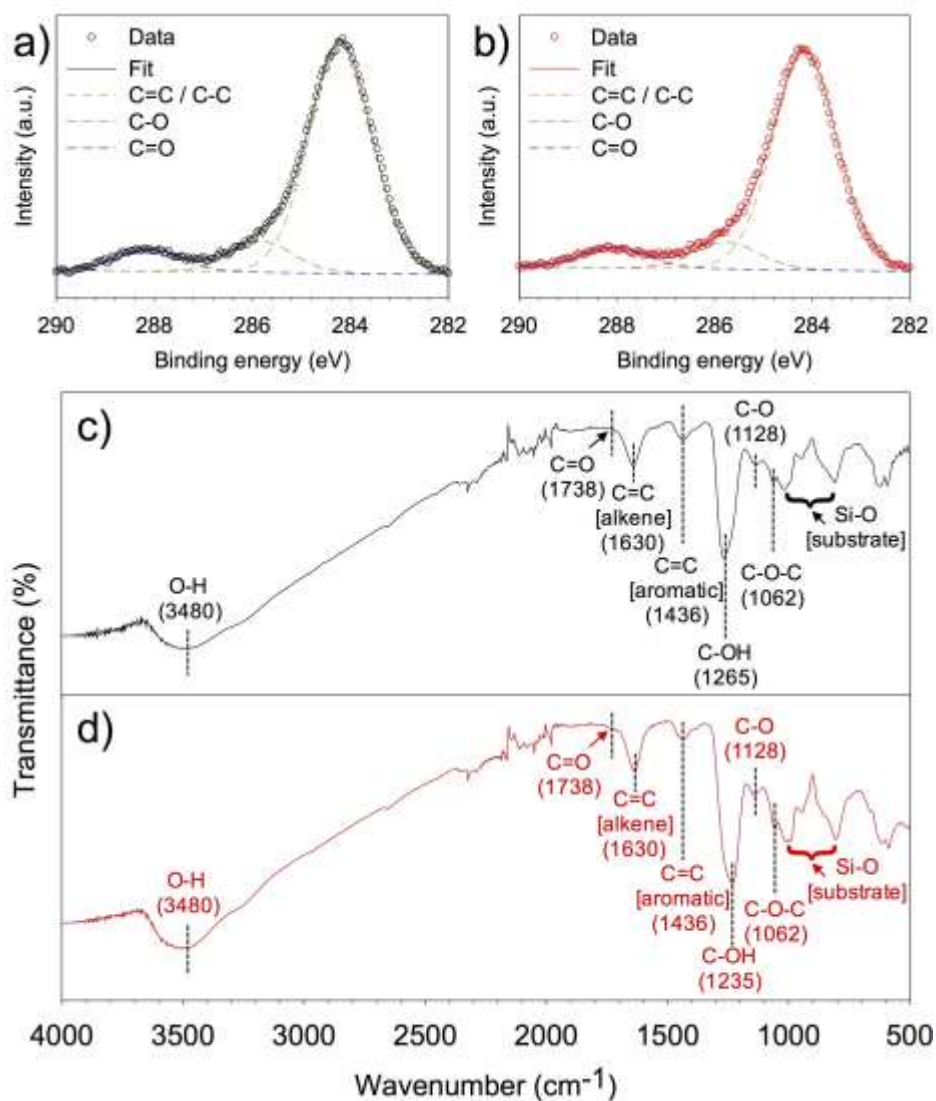 a)
Data
Fit
C=C / C-C
C-O
C=O
Intensity (a.u.)
290 288 286 284 282
Binding energy (eV)
b)
Data
Fit
C=C / C-C
C-O
C=O
Intensity (a.u.)
290 288 286 284 282
Binding energy (eV)
Transmittance (%)
c)
O-H
(3480)
C=O
(1738)
C=C
[alkene]
(1630)
C=C
[aromatic]
(1436)
C-OH
(1265)
C-O
(1128)
C-O-C
(1062)
Si-O
[substrate]
d)
O-H
(3480)
C=O
(1738)
C=C
[alkene]
(1630)
C=C
[aromatic]
(1436)
C-OH
(1235)
C-O
(1128)
C-O-C
(1062)
Si-O
[substrate]
4000 3500 3000 2500 2000 1500 1000 500
Wavenumber (cm⁻¹)